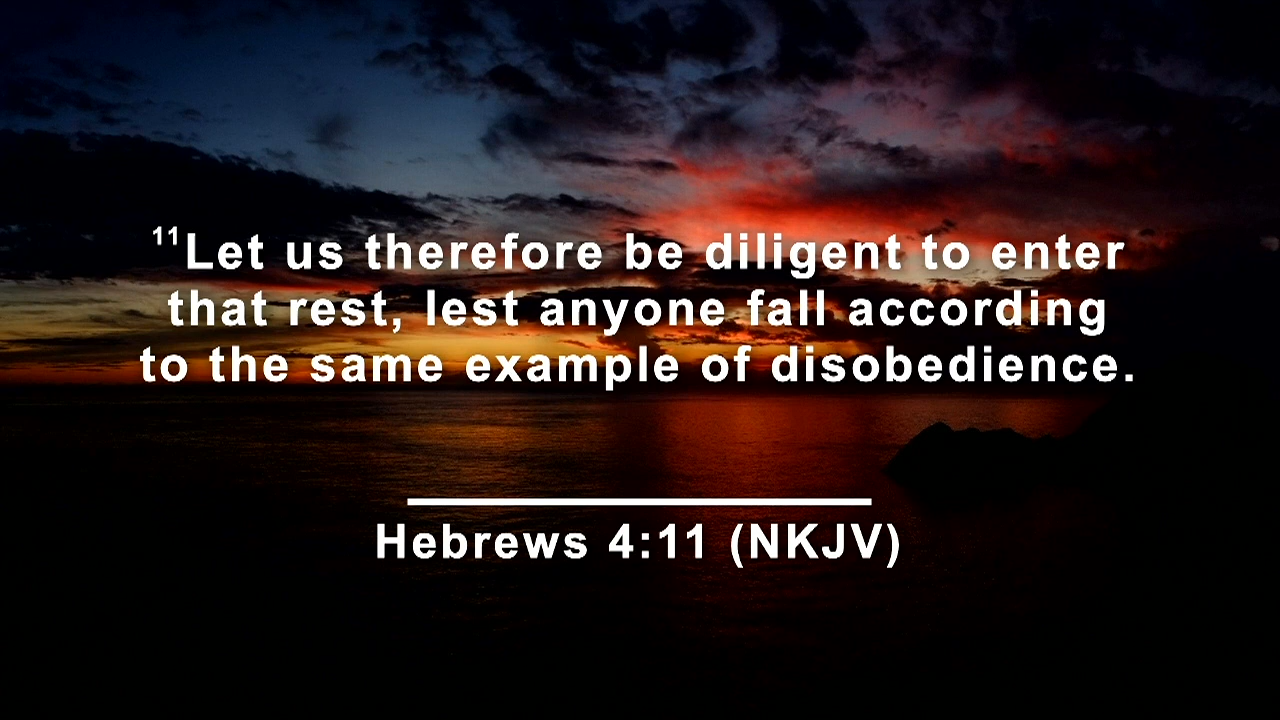 ¹¹Let us therefore be diligent to enter
that rest, lest anyone fall according
to the same example of disobedience.
Hebrews 4:11 (NKJV)